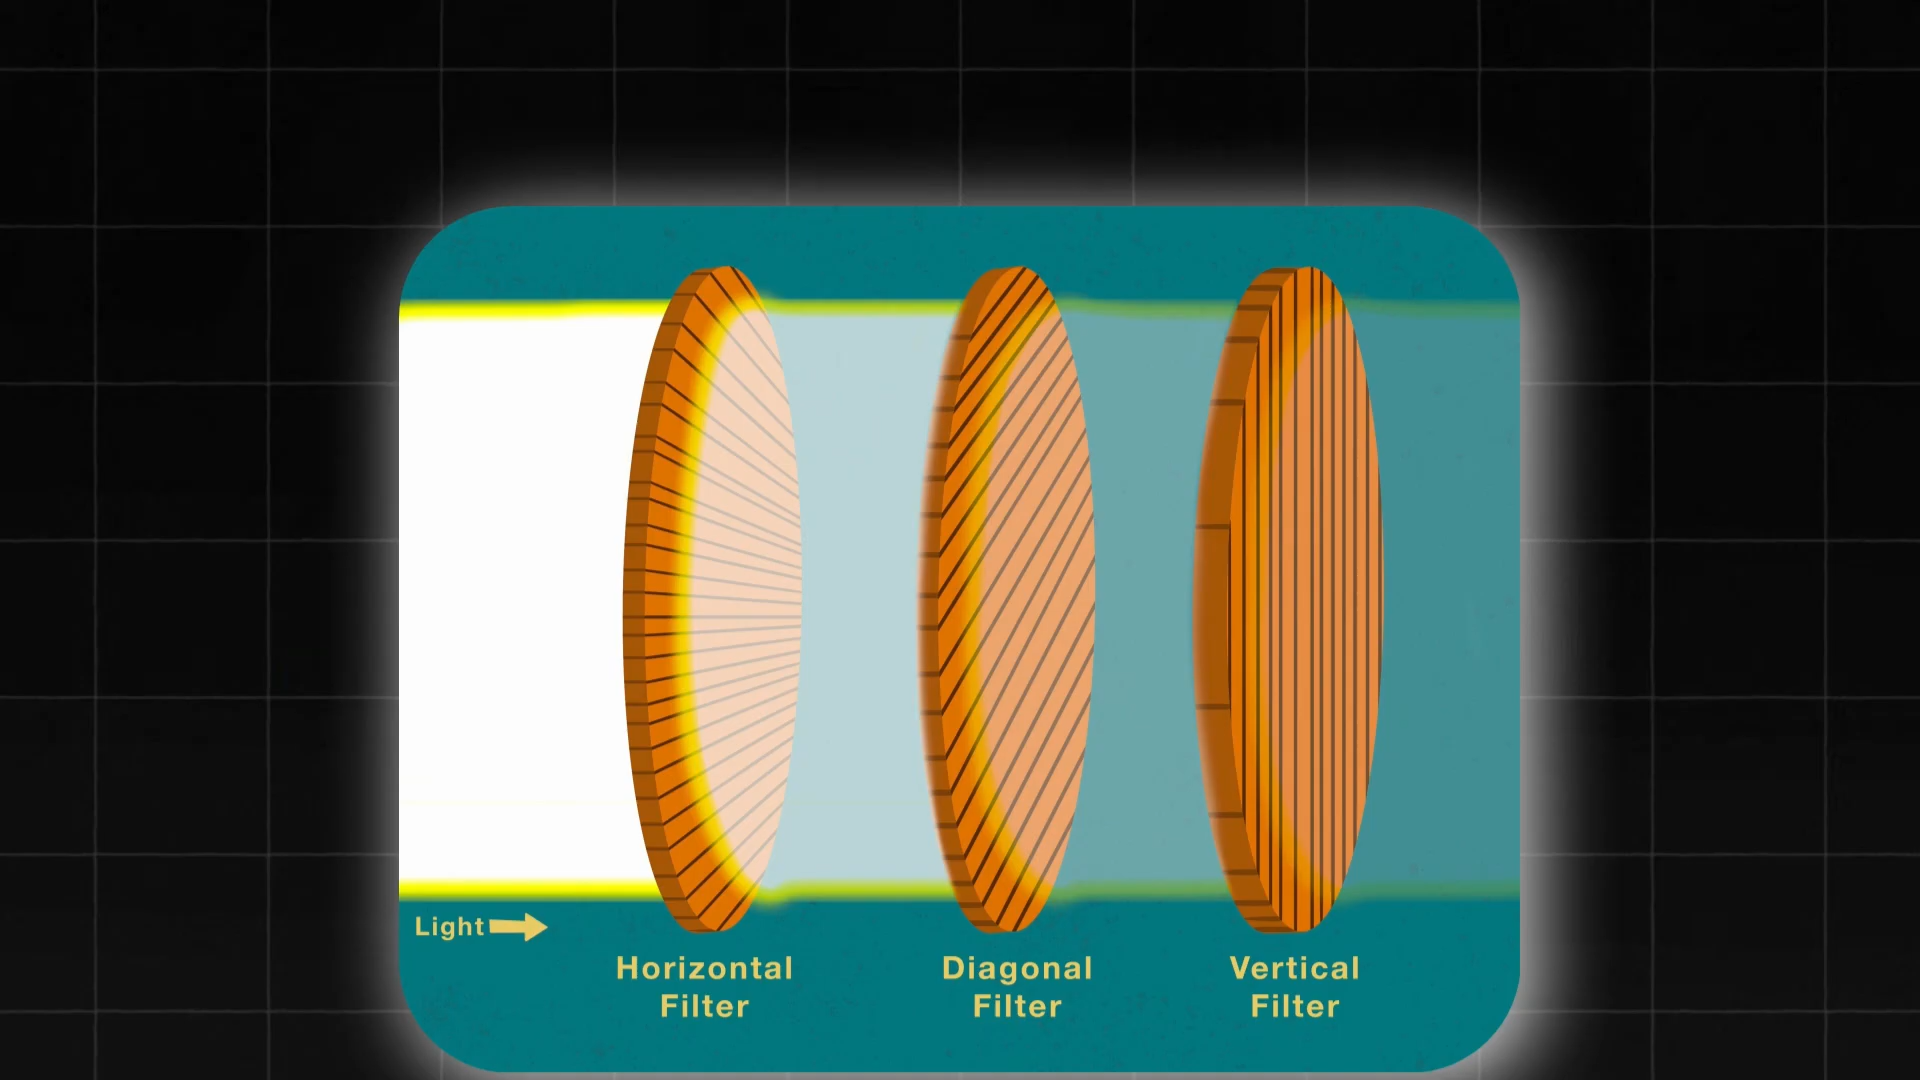 Light
Horizontal
Filter
Diagonal
Filter
Vertical
Filter